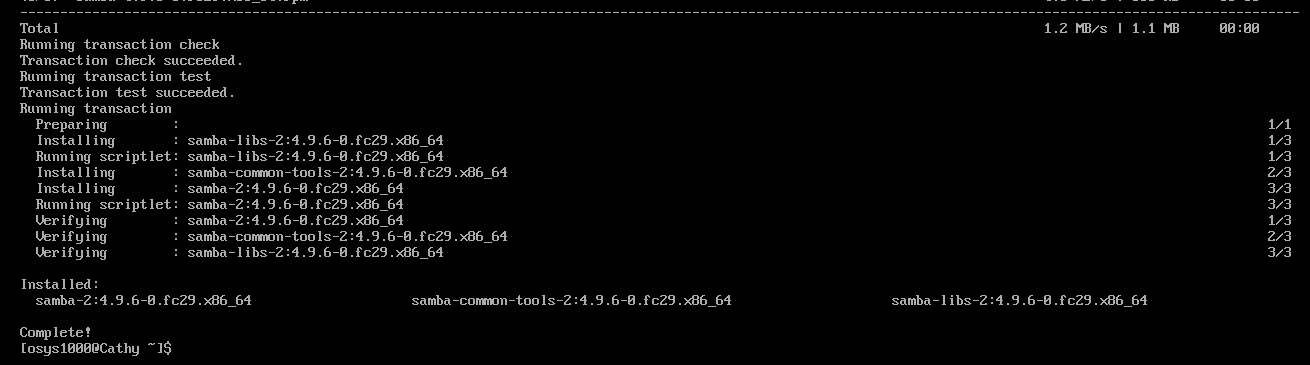 Total 1.2 MB/s | 1.1 MB 00:00
Running transaction check
Transaction check succeeded.
Running transaction test
Transaction test succeeded.
Running transaction
Preparing : 1/1
Installing : samba-libs-2:4.9.6-0.fc29.x86_64 1/3
Running scriptlet: samba-libs-2:4.9.6-0.fc29.x86_64 1/3
Installing : samba-common-tools-2:4.9.6-0.fc29.x86_64 2/3
Installing : samba-2:4.9.6-0.fc29.x86_64 3/3
Running scriptlet: samba-2:4.9.6-0.fc29.x86_64 3/3
Verifying : samba-2:4.9.6-0.fc29.x86_64 1/3
Verifying : samba-common-tools-2:4.9.6-0.fc29.x86_64 2/3
Verifying : samba-libs-2:4.9.6-0.fc29.x86_64 3/3
Installed:
samba-2:4.9.6-0.fc29.x86_64 samba-common-tools-2:4.9.6-0.fc29.x86_64 samba-libs-2:4.9.6-0.fc29.x86_64
Complete!
[osys1000@Cathy ~]$